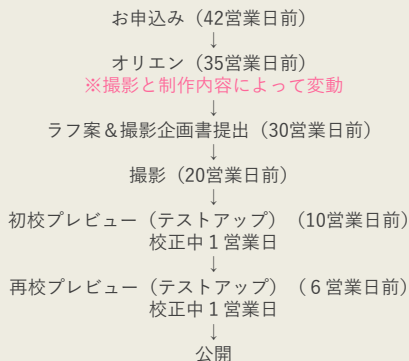 お申込み（42営業日前）
↓
オリエン（35営業日前）
※撮影と制作内容によって変動
↓
ラフ案＆撮影企画書提出（30営業日前）
↓
撮影（20営業日前）
↓
初校プレビュー（テストアップ）（10営業日前）
校正中１営業日
↓
再校プレビュー（テストアップ）（６営業日前）
校正中１営業日
↓
公開